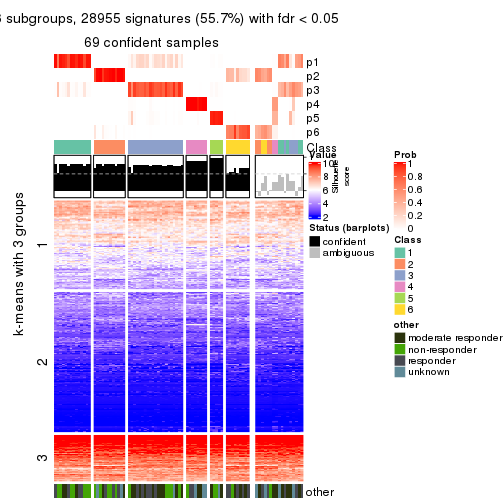 subgroups, 28955 signatures (55.7%) with fdr < 0.05
69 confident samples
p1
p2
p3
p4
p5
p6
Class
k-means with 3 groups
1
2
3
other
Value
10
8
6
4
2
Silhouette
score
Status (barplots)
confident
ambiguous
Prob
1
0.8
0.6
0.4
0.2
0
Class
1
2
3
4
5
6
other
moderate responder
non-responder
responder
unknown